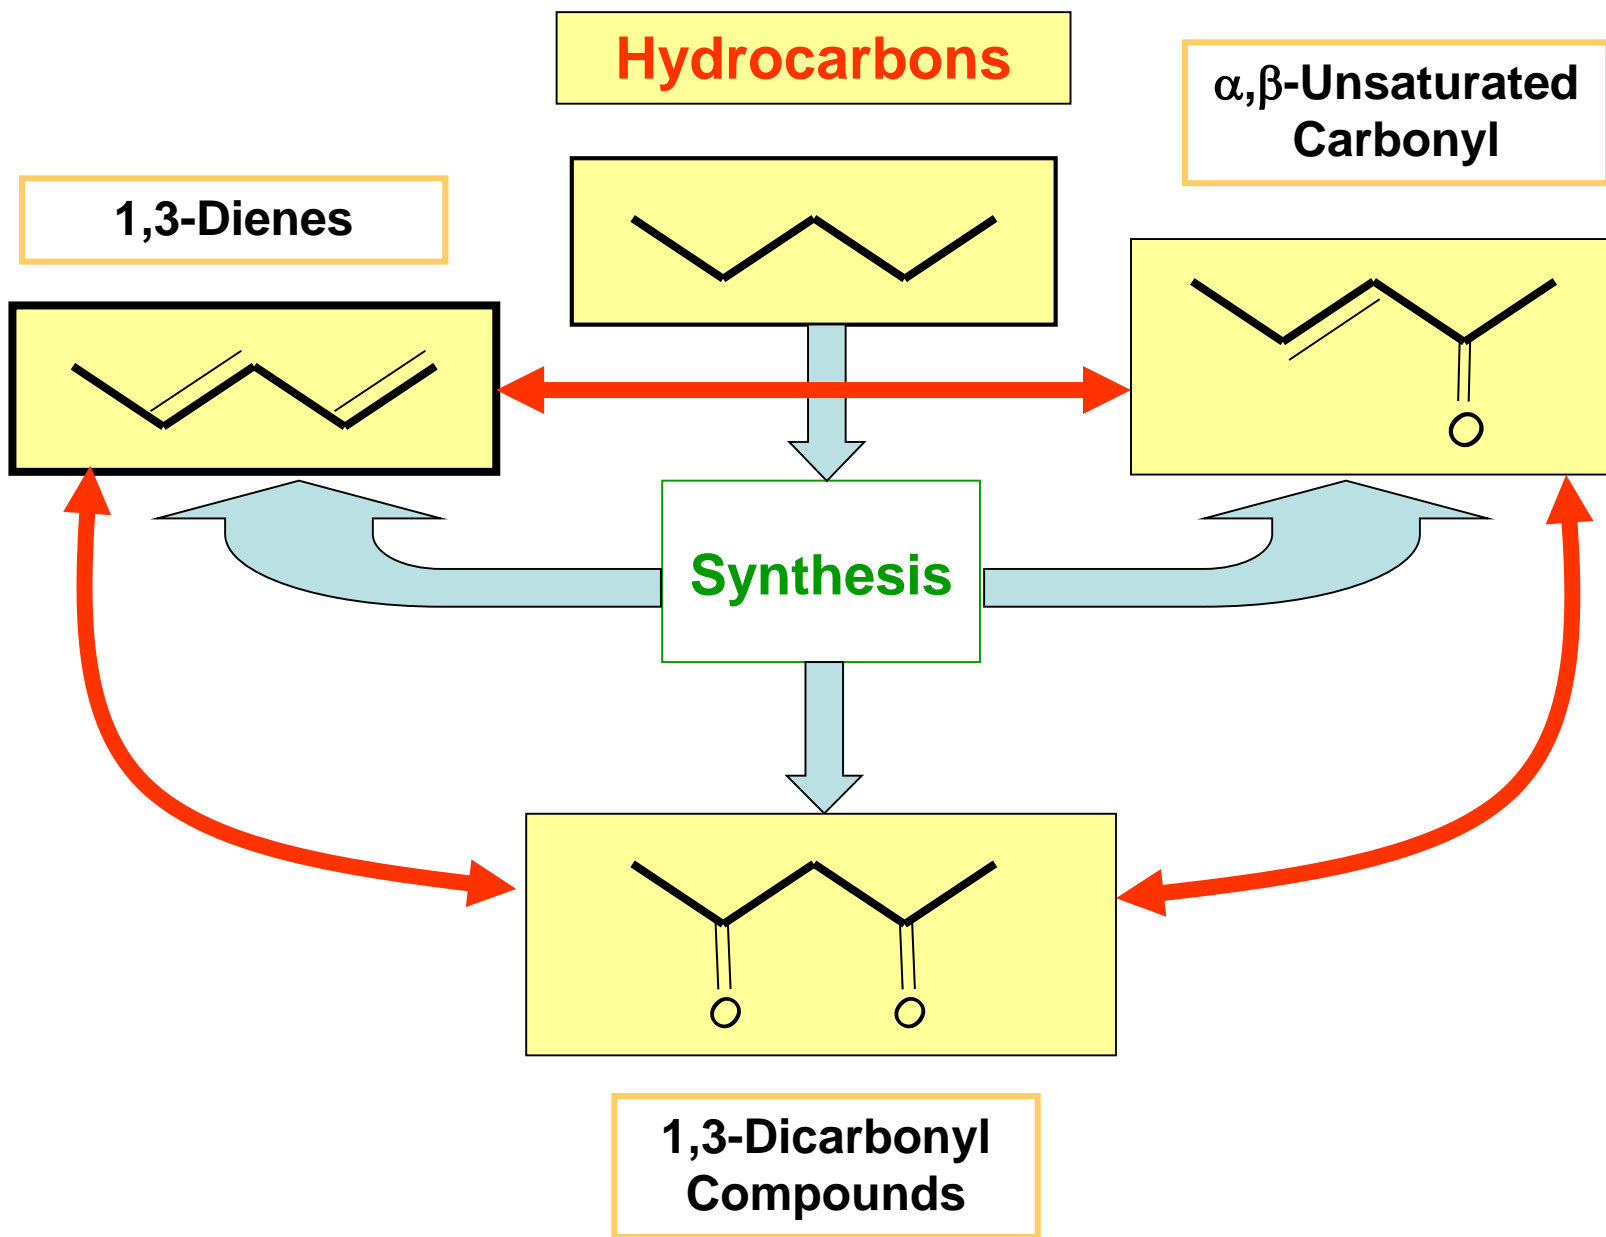 Hydrocarbons
α,β-Unsaturated
Carbonyl
1,3-Dienes
O
Synthesis
O
O
1,3-Dicarbonyl
Compounds